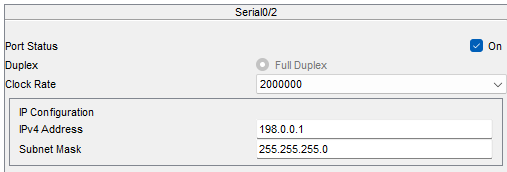 Serial0/2
Port Status On
Duplex Full Duplex
Clock Rate 2000000
IP Configuration
IPv4 Address 198.0.0.1
Subnet Mask 255.255.255.0